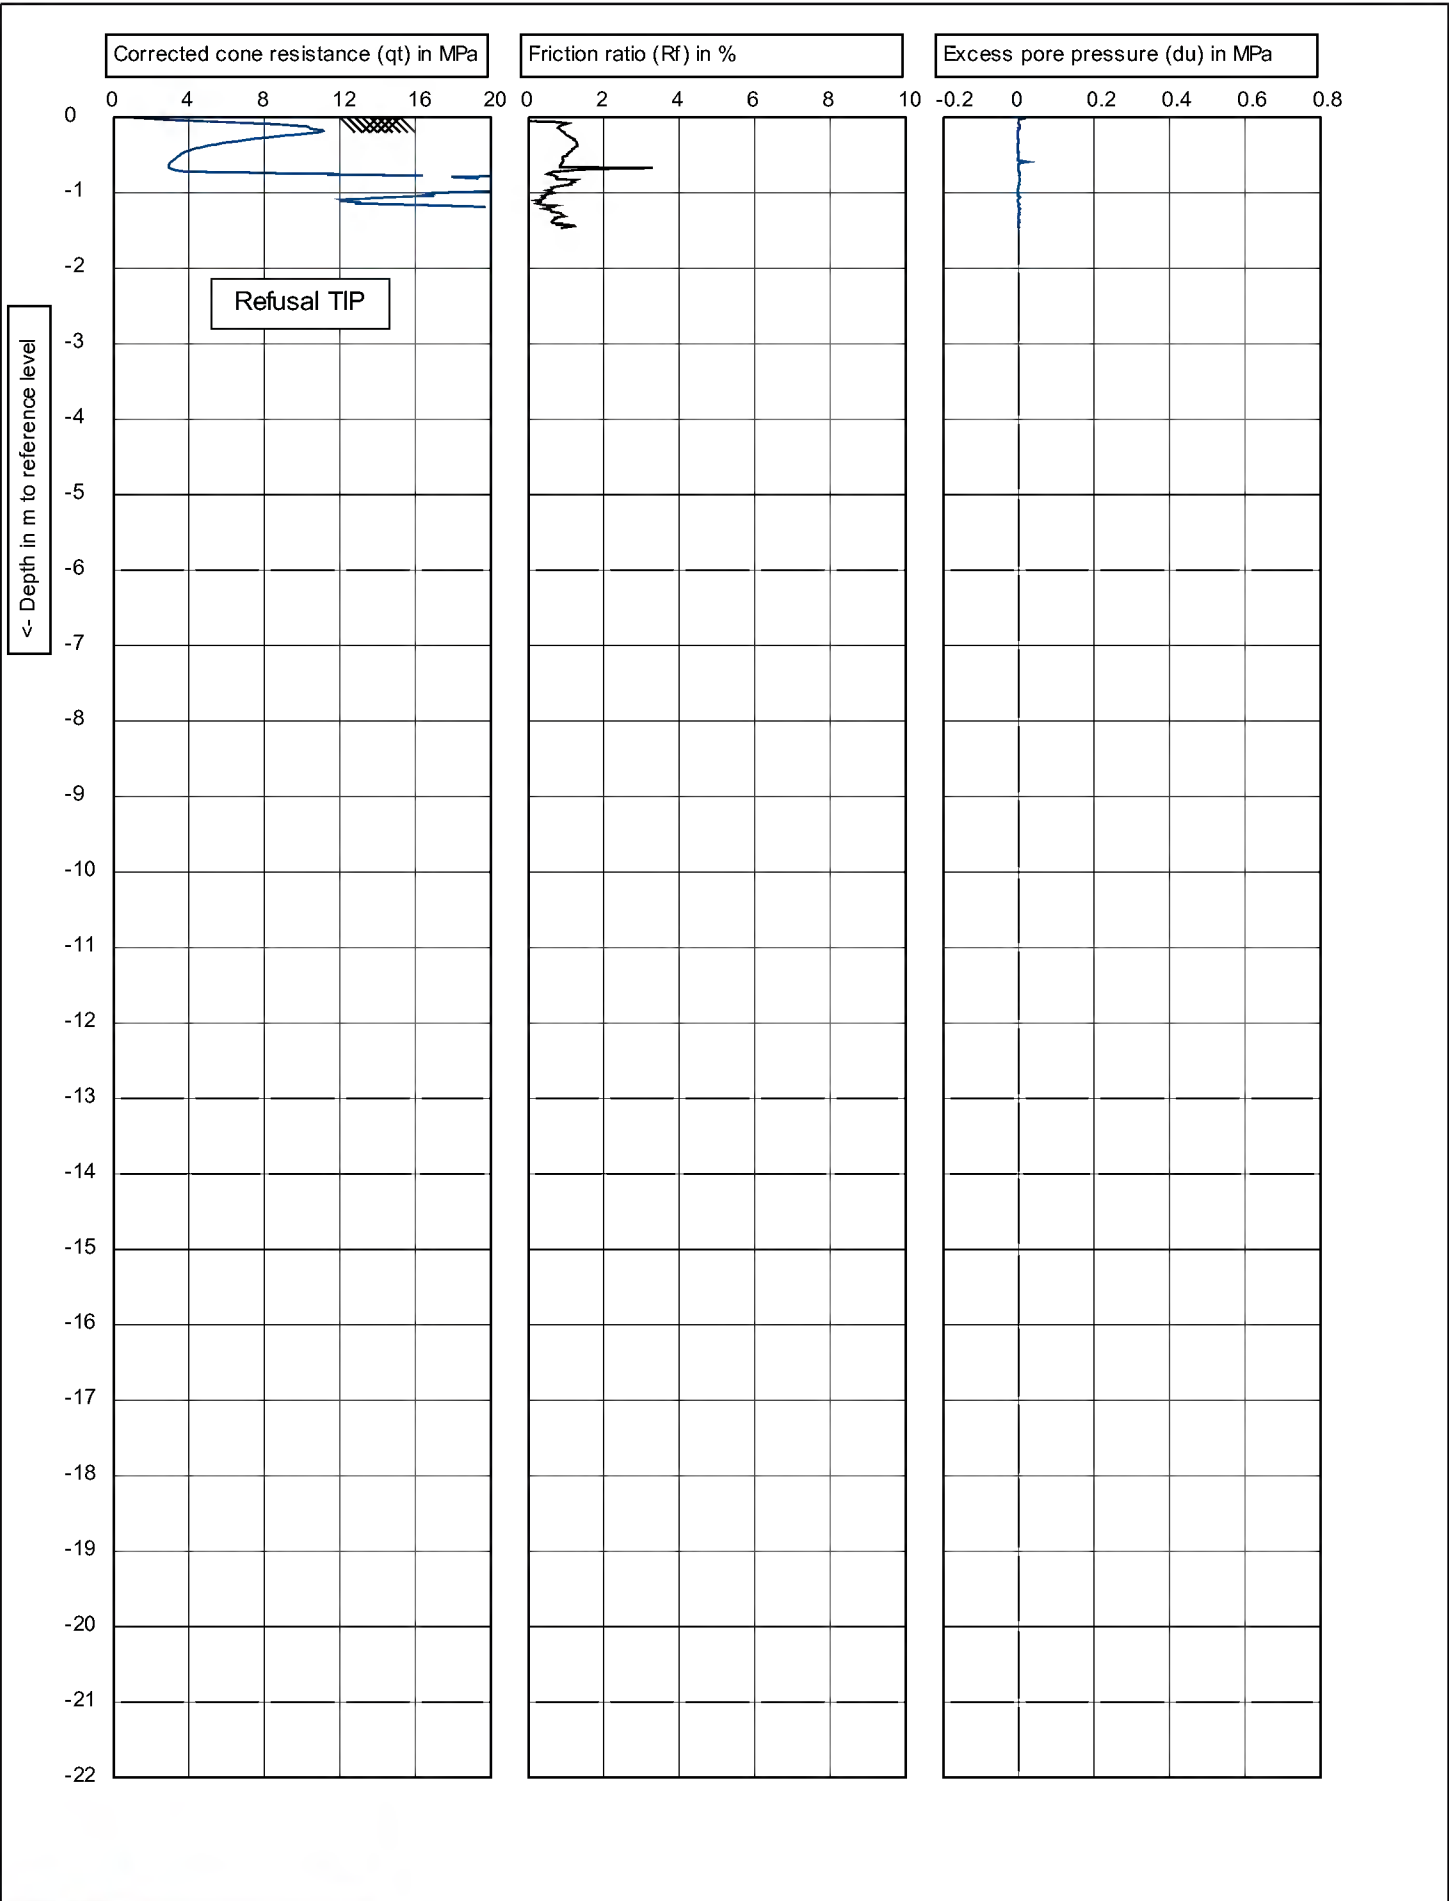 Corrected cone resistance (qt) in MPa
Friction ratio (Rf) in %
Excess pore pressure (du) in MPa
0 4 8 12 16 20
0 2 4 6 8 10
-0.2 0 0.2 0.4 0.6 0.8
0
-1
-2
Refusal TIP
<- Depth in m to reference level
-3
-4
-5
-6
-7
-8
-9
-10
-11
-12
-13
-14
-15
-16
-17
-18
-19
-20
-21
-22